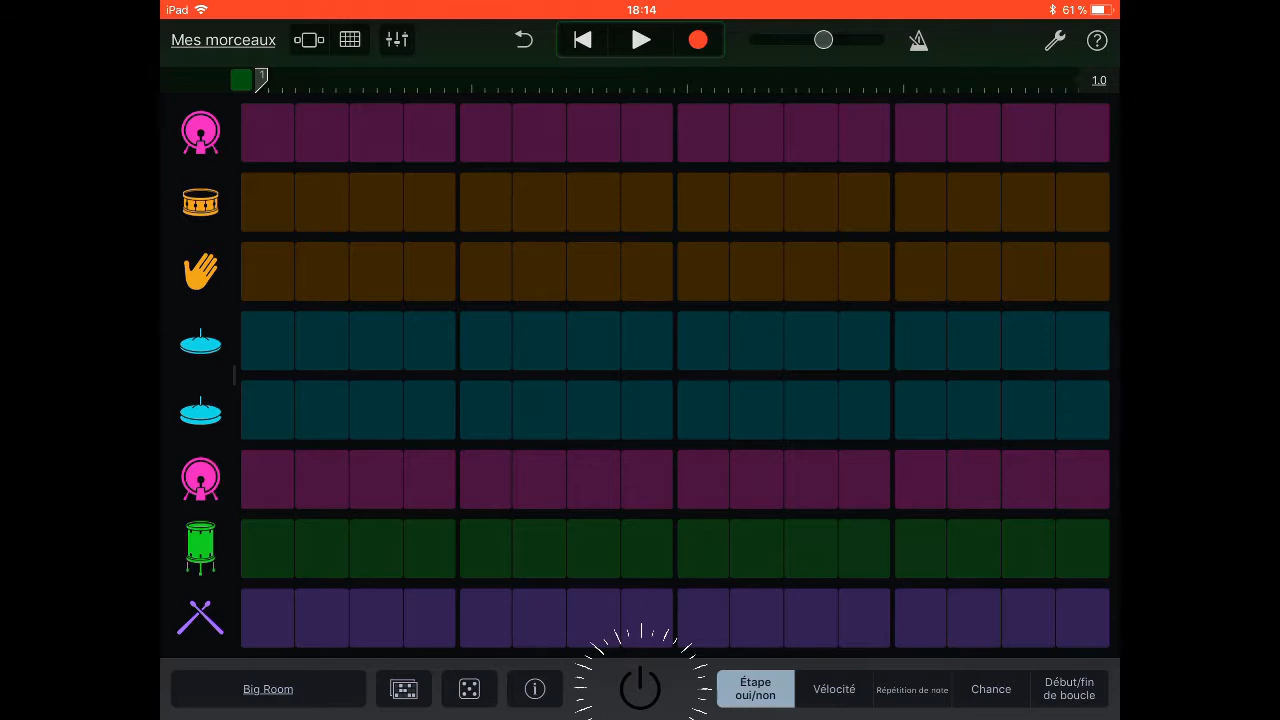 iPad 18:14 61 %
Mes morceaux
1 1.0
Big Room
Étape
oui/non
Vélocité
Répétition de note
Chance
Début/fin
de boucle